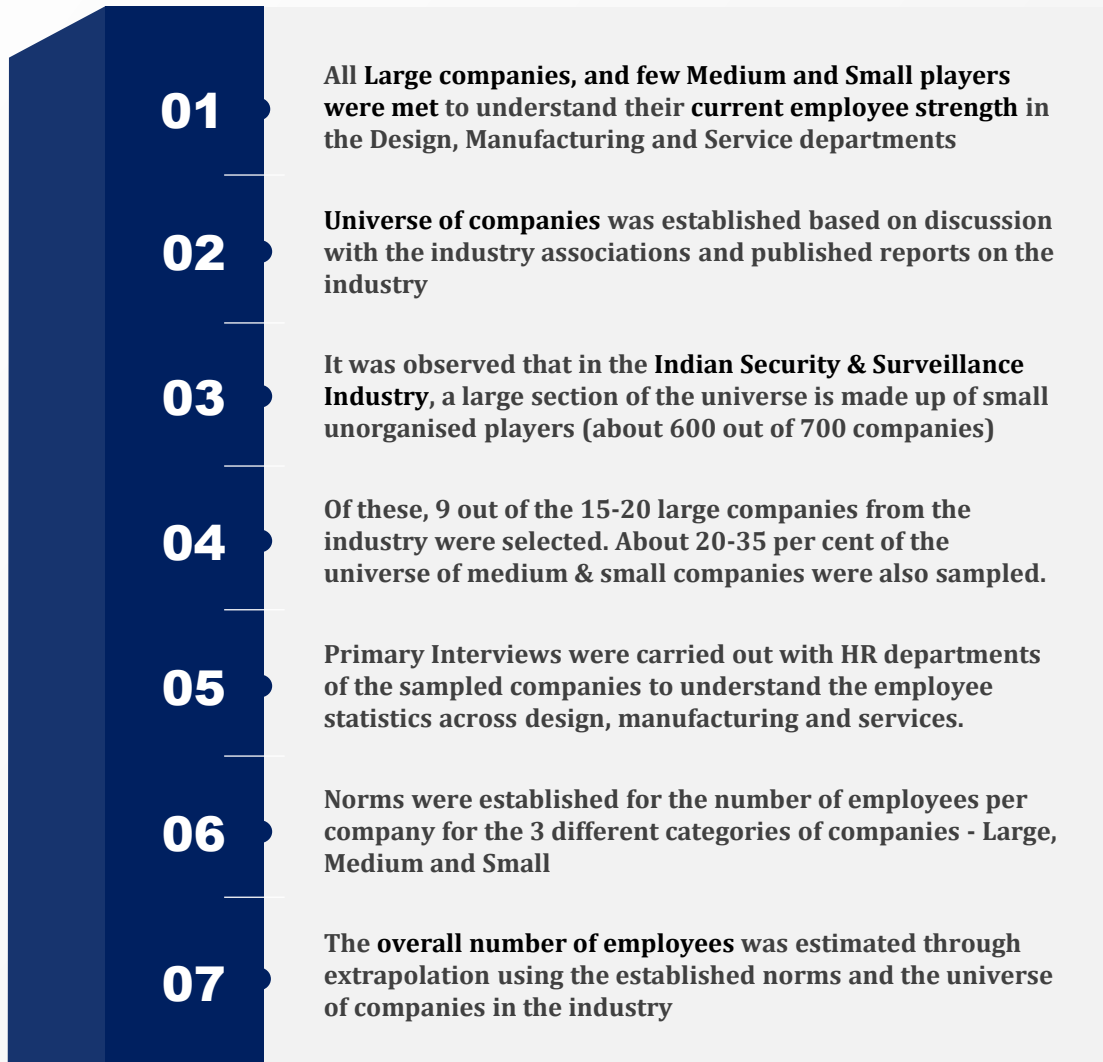 01
All Large companies, and few Medium and Small players
were met to understand their current employee strength in
the Design, Manufacturing and Service departments
02
Universe of companies was established based on discussion
with the industry associations and published reports on the
industry
03
It was observed that in the Indian Security & Surveillance
Industry, a large section of the universe is made up of small
unorganised players (about 600 out of 700 companies)
04
Of these, 9 out of the 15-20 large companies from the
industry were selected. About 20-35 per cent of the
universe of medium & small companies were also sampled.
05
Primary Interviews were carried out with HR departments
of the sampled companies to understand the employee
statistics across design, manufacturing and services.
06
Norms were established for the number of employees per
company for the 3 different categories of companies - Large,
Medium and Small
07
The overall number of employees was estimated through
extrapolation using the established norms and the universe
of companies in the industry